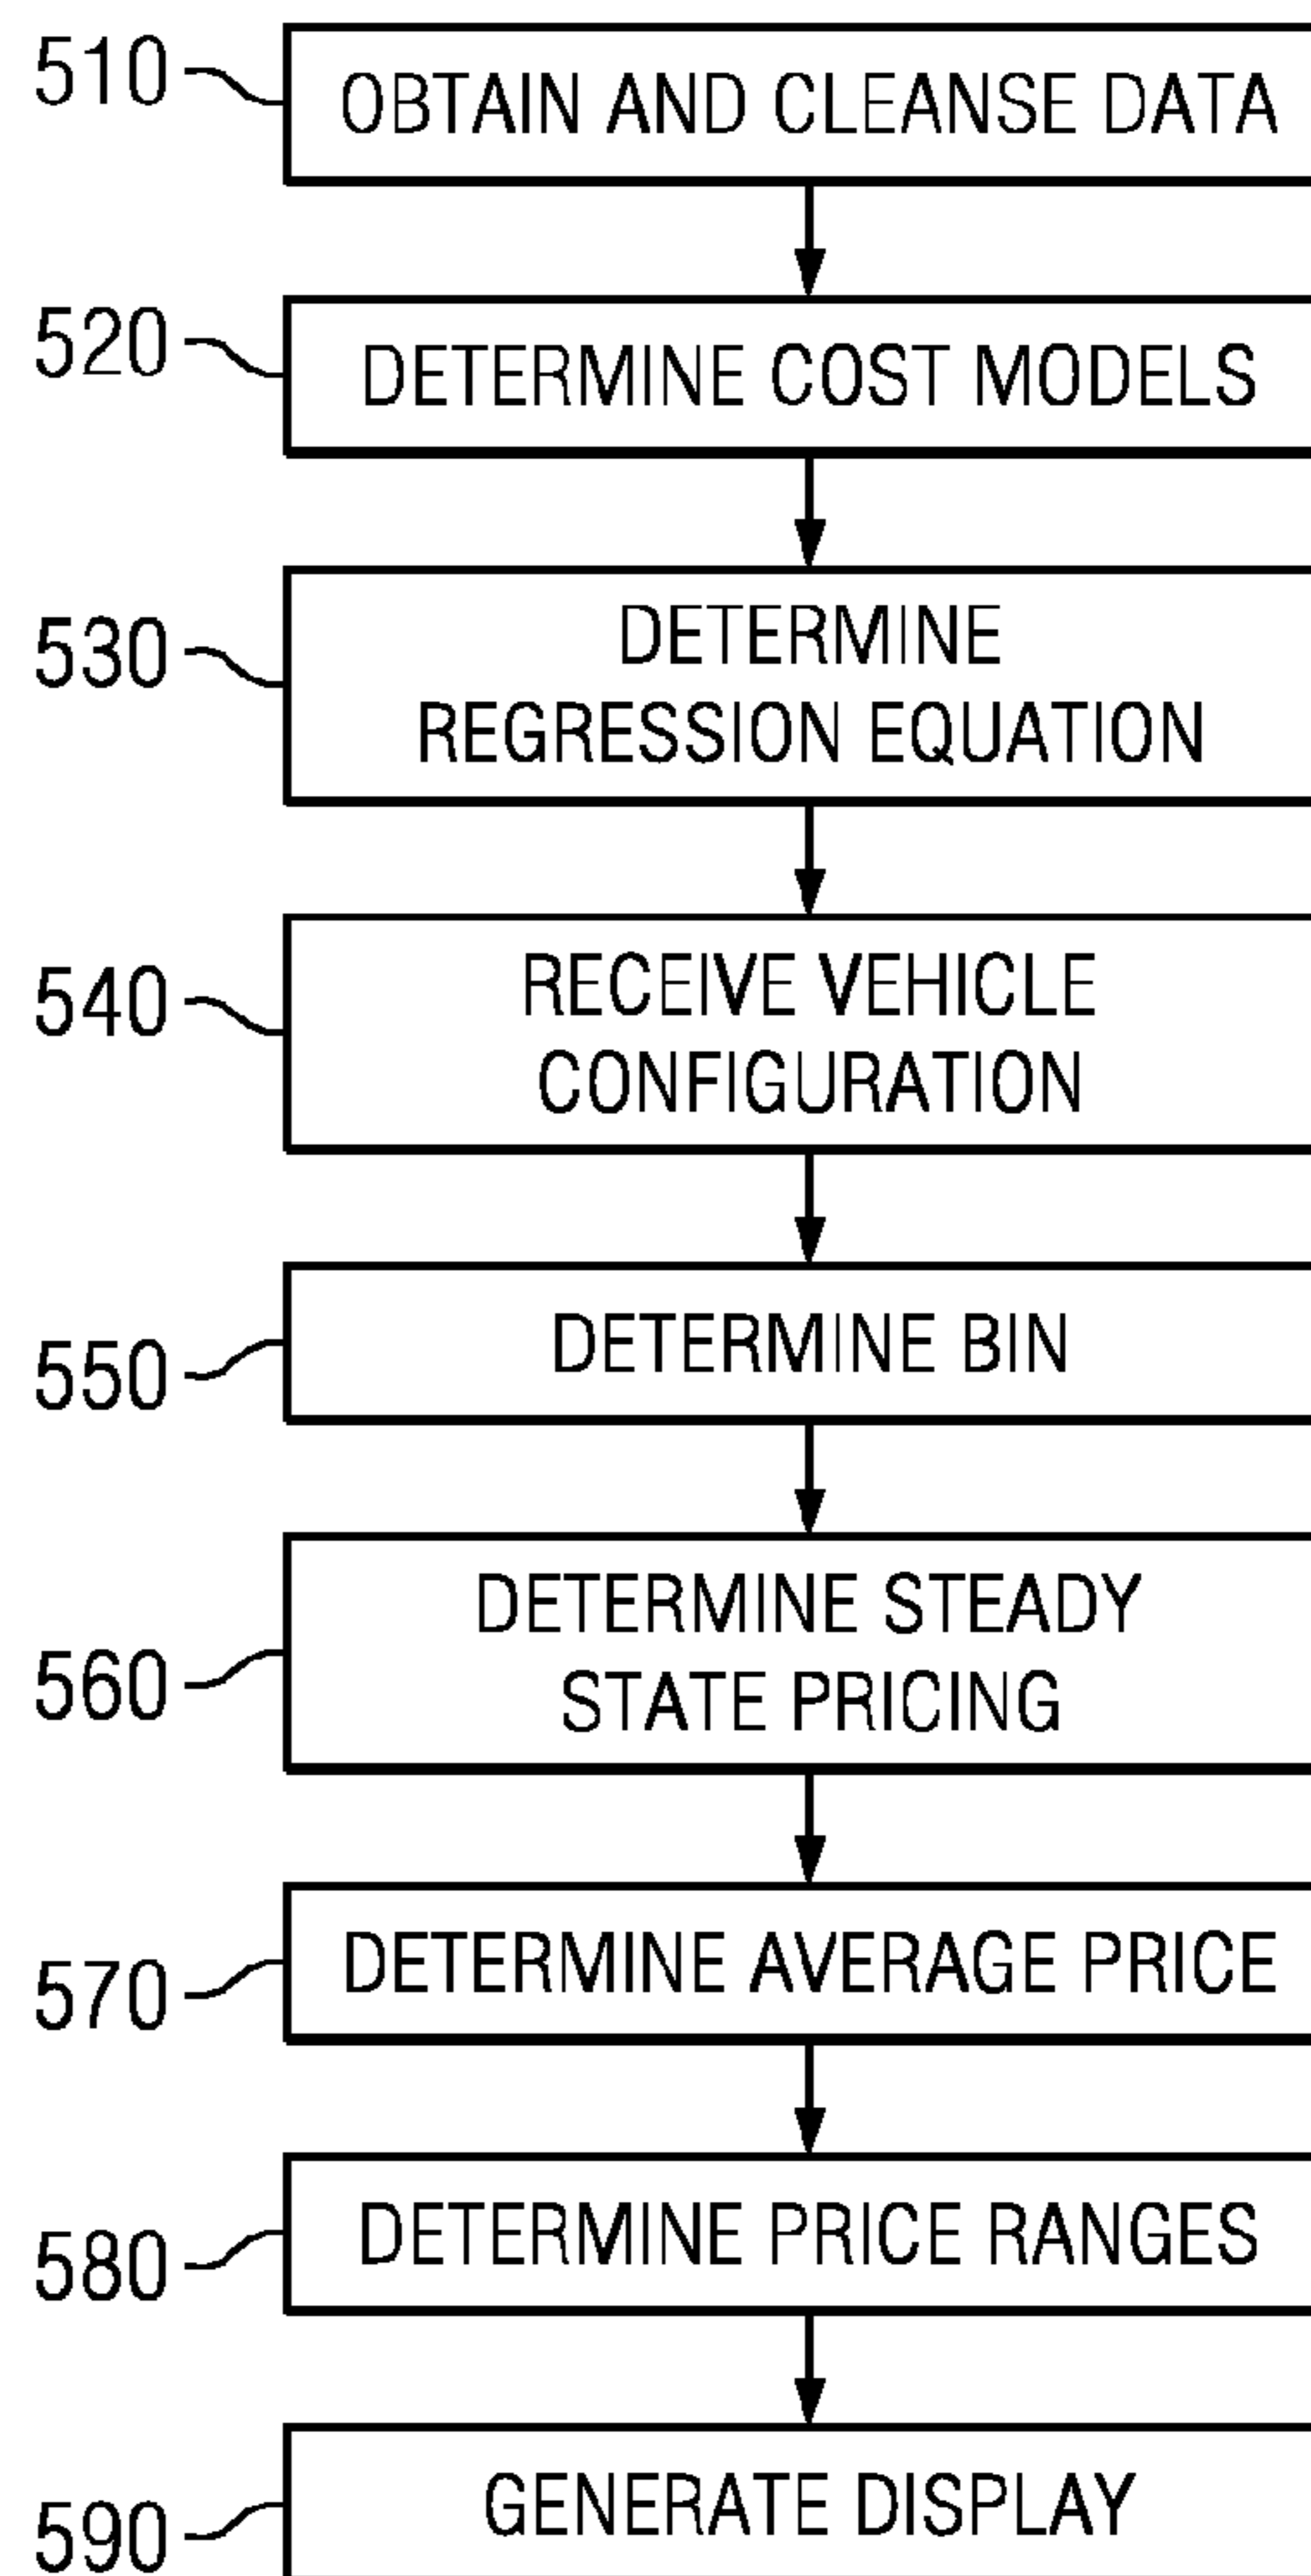 510
OBTAIN AND CLEANSE DATA
520
DETERMINE COST MODELS
530
DETERMINE
REGRESSION EQUATION
540
RECEIVE VEHICLE
CONFIGURATION
550
DETERMINE BIN
560
DETERMINE STEADY
STATE PRICING
570
DETERMINE AVERAGE PRICE
580
DETERMINE PRICE RANGES
590
GENERATE DISPLAY